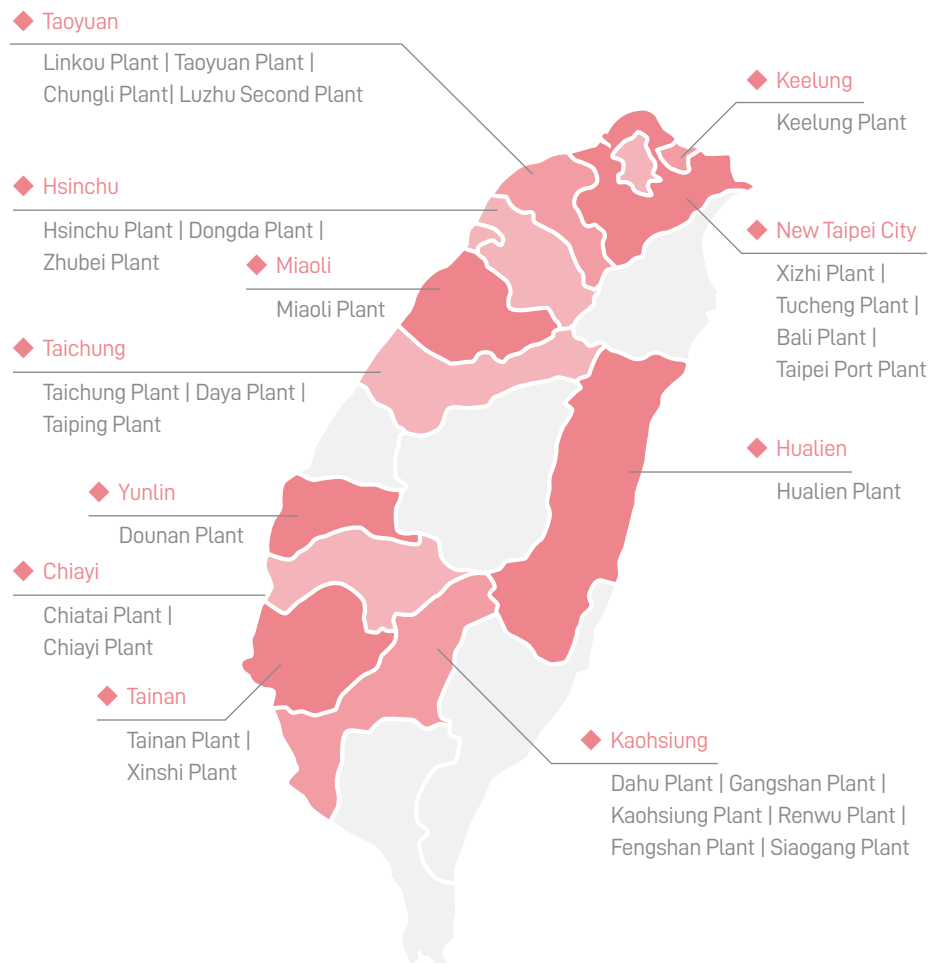 Taoyuan
Linkou Plant | Taoyuan Plant |
Chungli Plant| Luzhu Second Plant
Keelung
Keelung Plant
Hsinchu
Hsinchu Plant | Dongda Plant |
Zhubei Plant
New Taipei City
Xizhi Plant |
Tucheng Plant |
Bali Plant |
Taipei Port Plant
Miaoli
Miaoli Plant
Taichung
Taichung Plant | Daya Plant |
Taiping Plant
Hualien
Hualien Plant
Yunlin
Dounan Plant
Chiayi
Chiatai Plant |
Chiayi Plant
Tainan
Tainan Plant |
Xinshi Plant
Kaohsiung
Dahu Plant | Gangshan Plant |
Kaohsiung Plant | Renwu Plant |
Fengshan Plant | Siaogang Plant